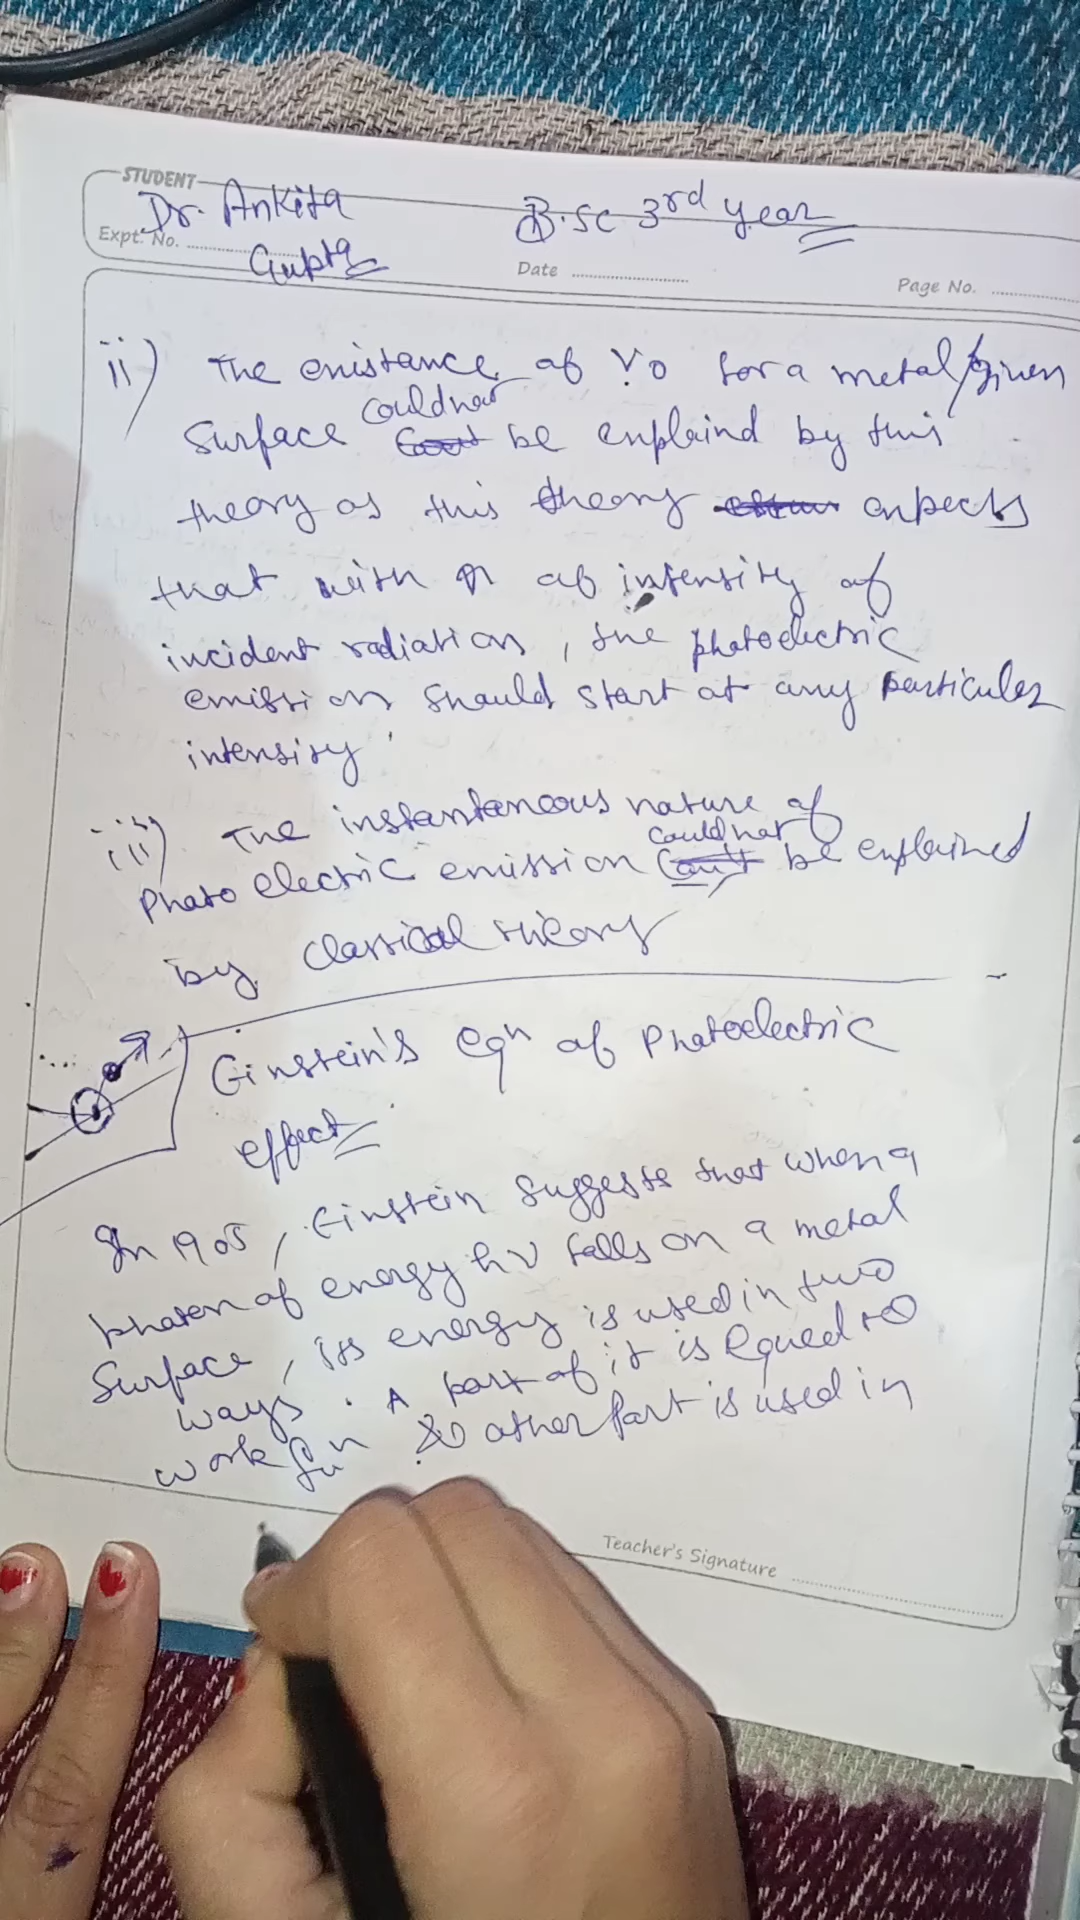 STUDENT
Dr. Ankita
Gupta
B.Sc 3rd year
Expt. No.
Date
Page No.
ii) The enistance of ν0 for a metal/given
surface couldnot be explaind by this
theory as this theory expects
that with ↑ of intensity of
incident radiation, the photoelectric
emission should start at any particular
intensity.
iii) The instantaneous nature of
Photo electric emission could not be explained
by classical theory
Einstein's eqn of Photoelectric
effect
In 1905, Einstein suggests that when a
photon of energy hν falls on a metal
surface, its energy is used in two
ways. A part of it is equal to
work fun & other part is used in
Teacher's Signature